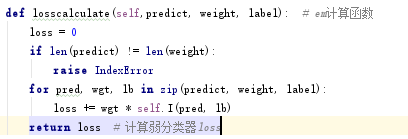 def losscalculate(self,predict, weight, label):  # em计算函数
    loss = 0
    if len(predict) != len(weight):
        raise IndexError
    for pred, wgt, lb in zip(predict, weight, label):
        loss += wgt * self.I(pred, lb)
    return loss  # 计算弱分类器loss